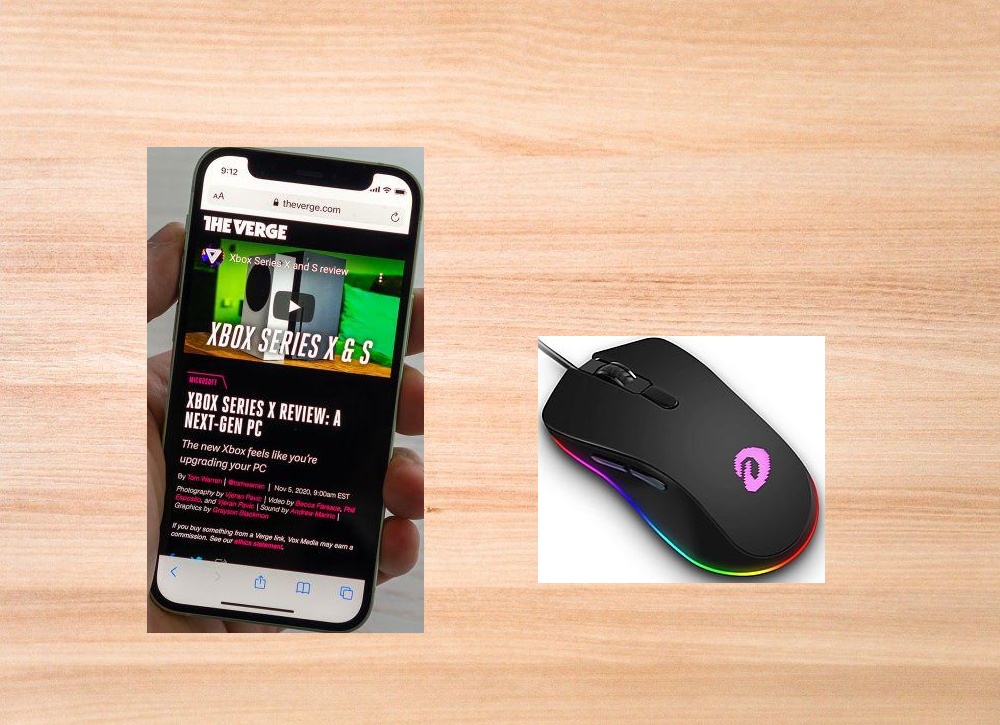 9:12
AA
theverge.com
THE VERGE
Xbox Series X and S review
XBOX SERIES X & S
MICROSOFT
XBOX SERIES X REVIEW: A
NEXT-GEN PC
The new Xbox feels like you're
upgrading your PC
By Tom Warren | @tomwarren | Nov 5, 2020, 9:00am EST
Photography by Vjeran Pavic | Video by Becca Farsace, Phil
Esposito, and Vjeran Pavic | Sound by Andrew Marino |
Graphics by Grayson Blackmon
If you buy something from a Verge link, Vox Media may earn a
commission. See our ethics statement.